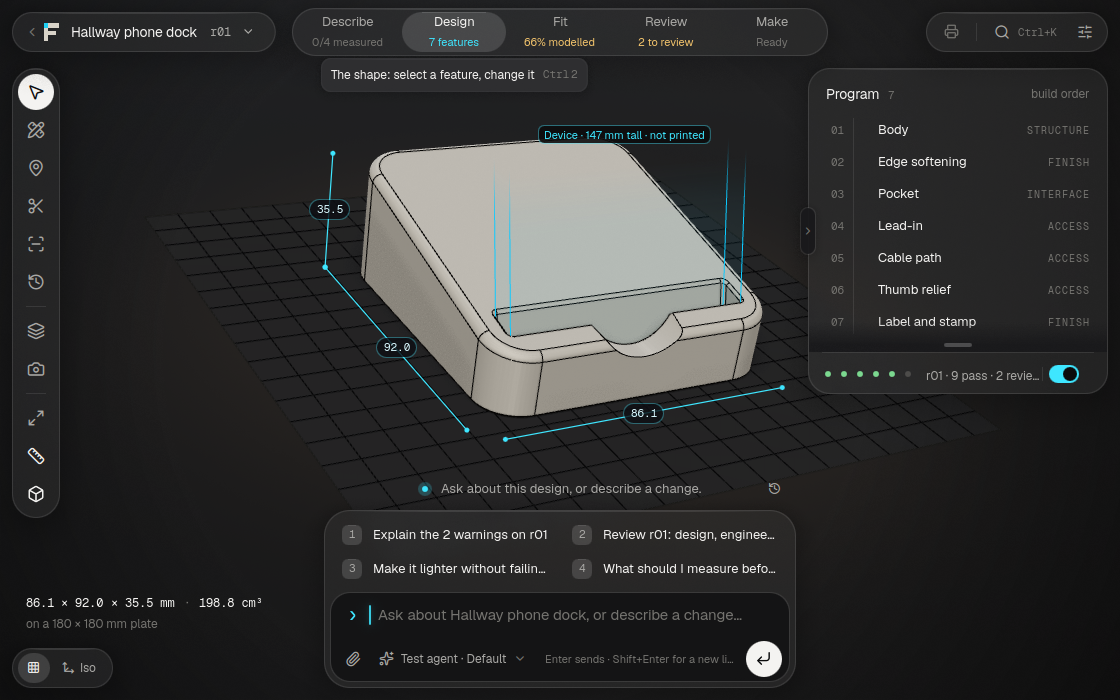 Hallway phone dock r01
Describe
0/4 measured
Design
7 features
Fit
66% modelled
Review
2 to review
Make
Ready
Ctrl+K
The shape: select a feature, change it Ctrl2
Program 7 build order
01 Body STRUCTURE
02 Edge softening FINISH
03 Pocket INTERFACE
04 Lead-in ACCESS
05 Cable path ACCESS
06 Thumb relief ACCESS
07 Label and stamp FINISH
r01 · 9 pass · 2 revie…
Device · 147 mm tall · not printed
35.5
92.0
86.1
Ask about this design, or describe a change.
1 Explain the 2 warnings on r01
2 Review r01: design, enginee…
3 Make it lighter without failin…
4 What should I measure befo…
Ask about Hallway phone dock, or describe a change…
Test agent · Default
Enter sends · Shift+Enter for a new li…
86.1 × 92.0 × 35.5 mm · 198.8 cm³
on a 180 × 180 mm plate
Iso